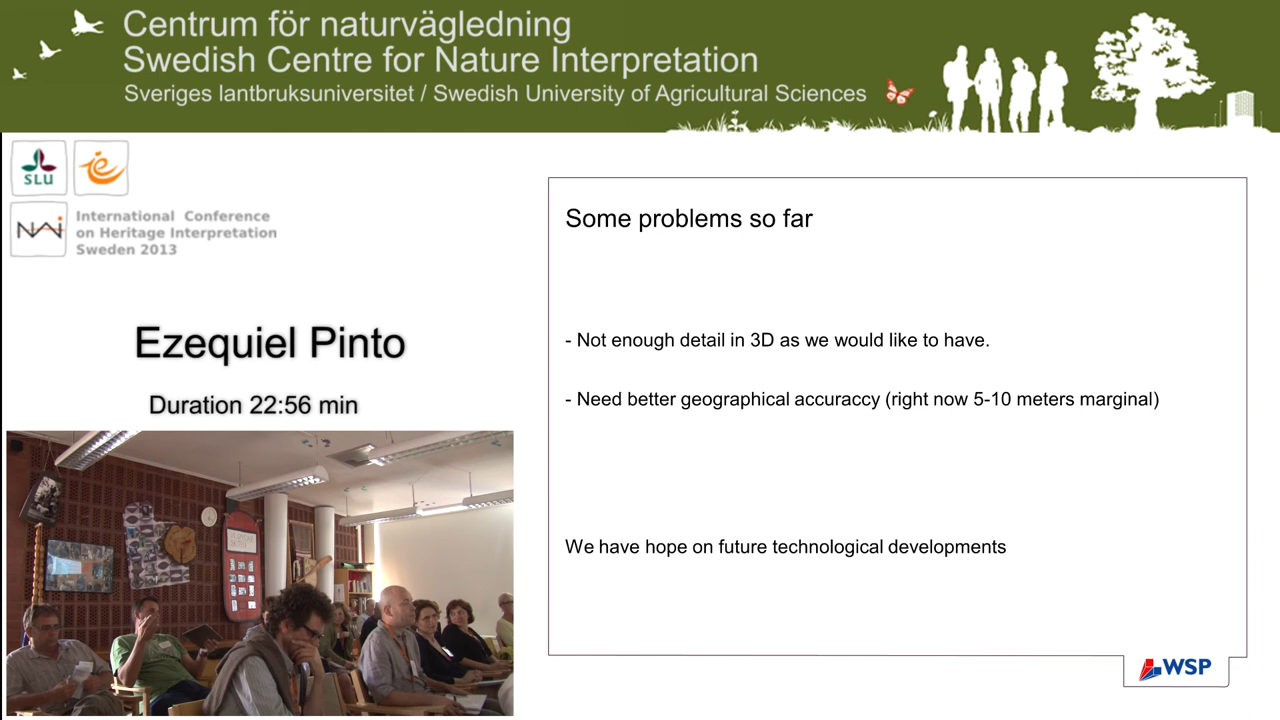 Centrum för naturvägledning
Swedish Centre for Nature Interpretation
Sveriges lantbruksuniversitet / Swedish University of Agricultural Sciences
SLU
ie
NAI
International Conference
on Heritage Interpretation
Sweden 2013
Ezequiel Pinto
Duration 22:56 min
Some problems so far
- Not enough detail in 3D as we would like to have.
- Need better geographical accuraccy (right now 5-10 meters marginal)
We have hope on future technological developments
WSP